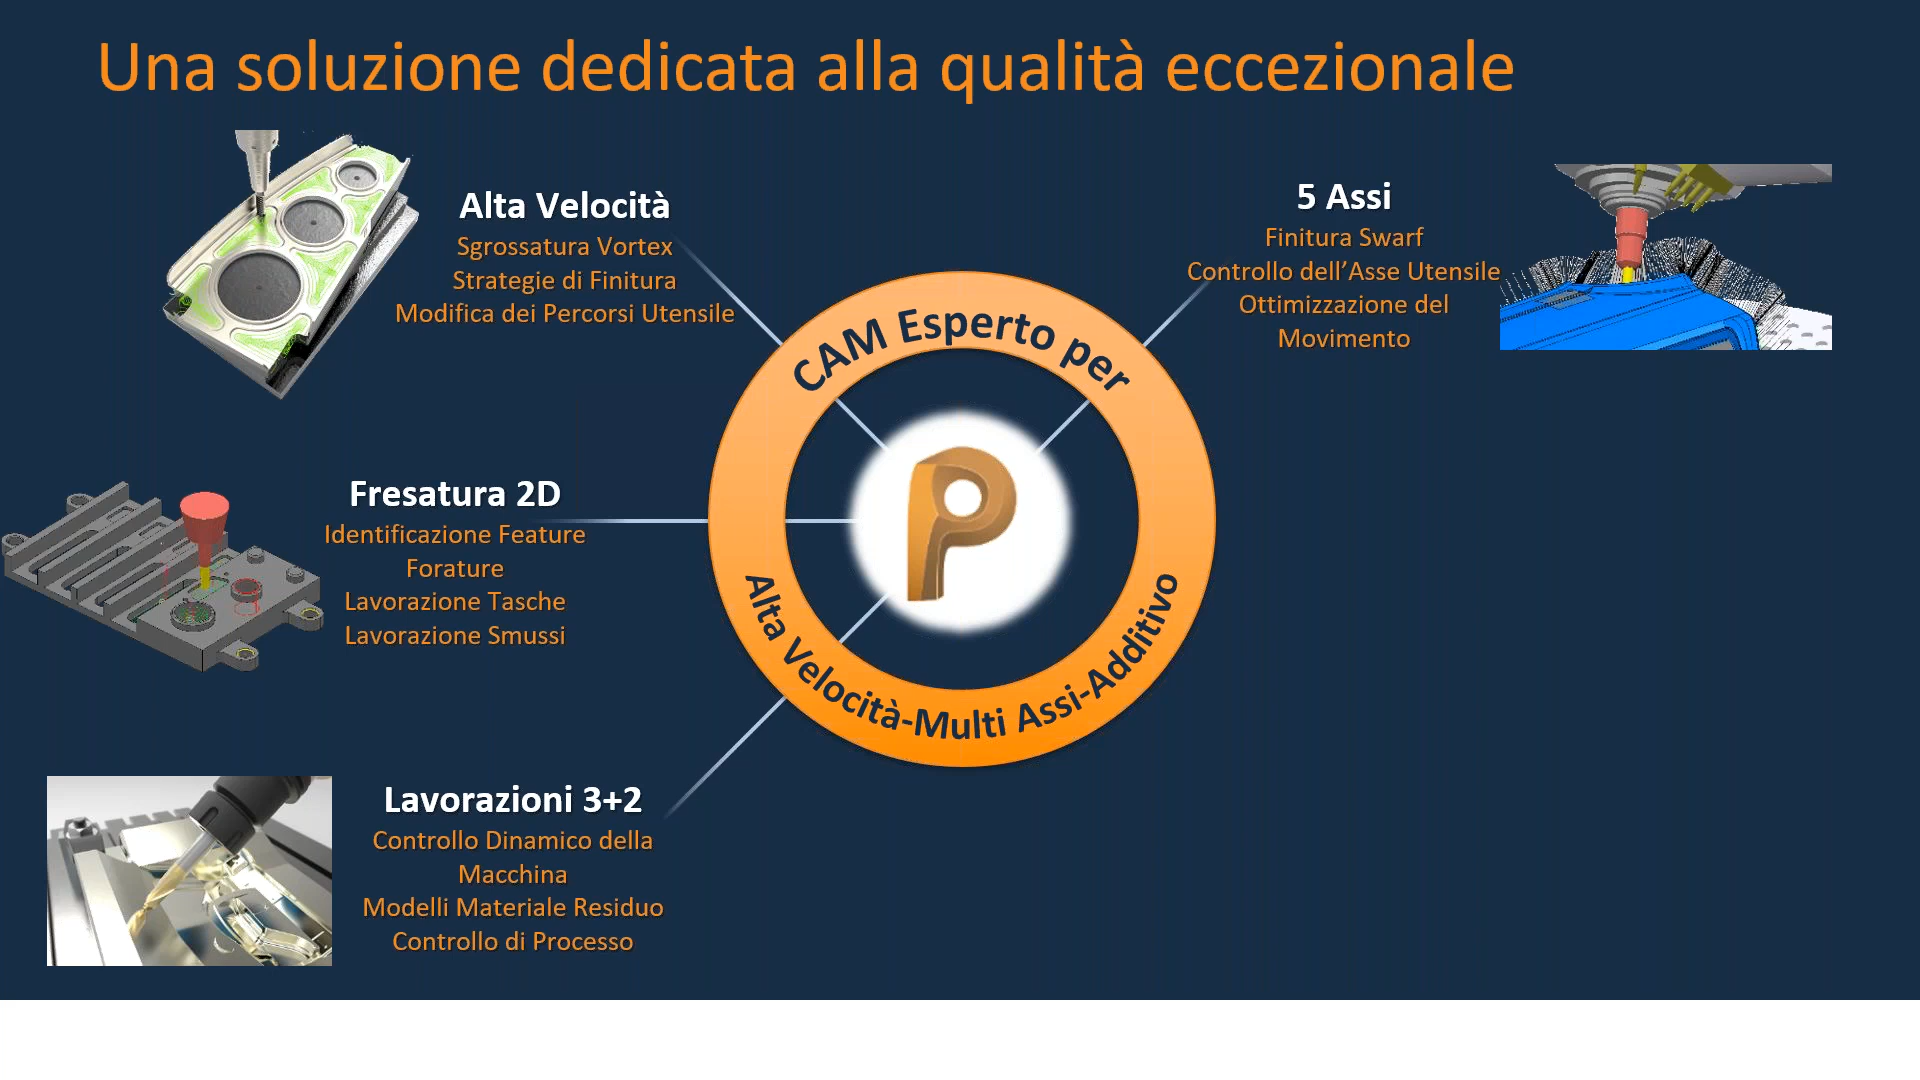 Una soluzione dedicata alla qualità eccezionale
Alta Velocità
Sgrossatura Vortex
Strategie di Finitura
Modifica dei Percorsi Utensile
5 Assi
Finitura Swarf
Controllo dell’Asse Utensile
Ottimizzazione del
Movimento
CAM Esperto per
Alta Velocità-Multi Assi-Additivo
Fresatura 2D
Identificazione Feature
Forature
Lavorazione Tasche
Lavorazione Smussi
Lavorazioni 3+2
Controllo Dinamico della
Macchina
Modelli Materiale Residuo
Controllo di Processo